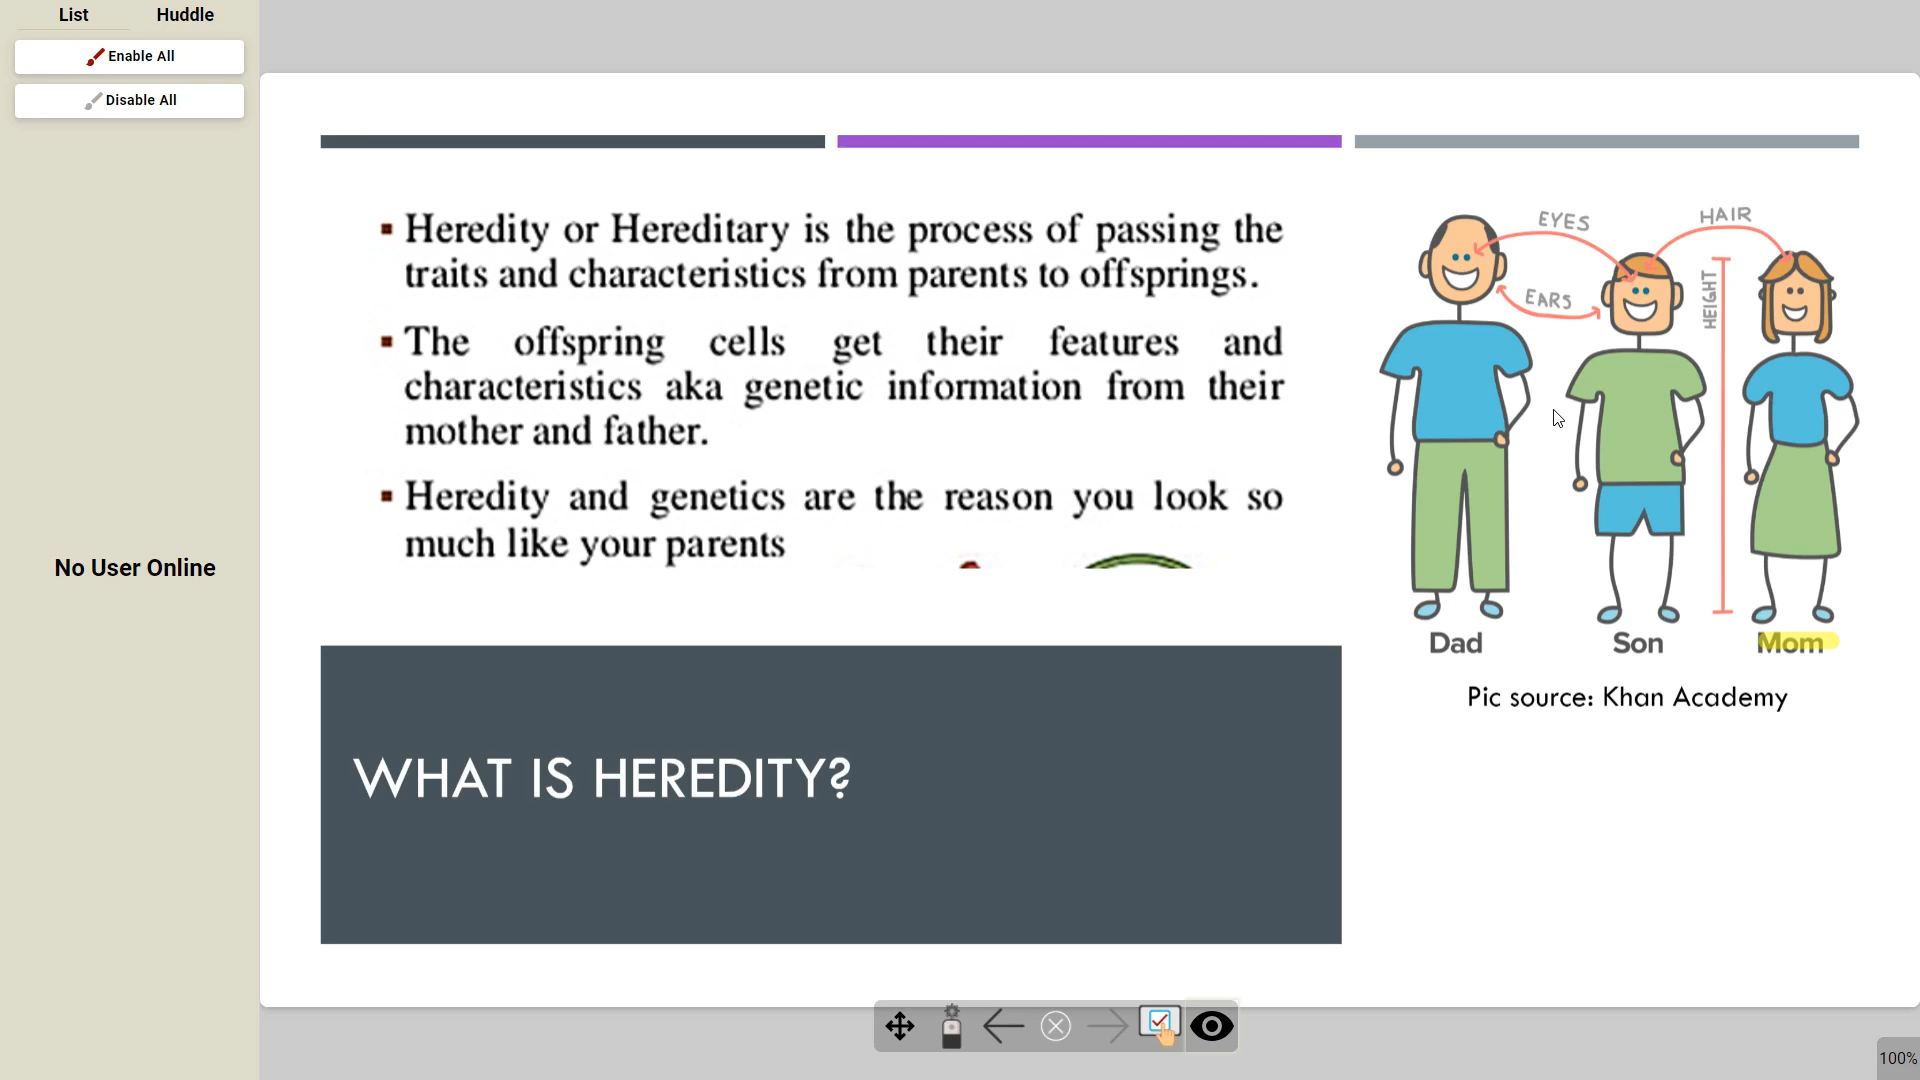 List Huddle
Enable All
Disable All
No User Online
Heredity or Hereditary is the process of passing the
traits and characteristics from parents to offsprings.
The offspring cells get their features and
characteristics aka genetic information from their
mother and father.
Heredity and genetics are the reason you look so
much like your parents
WHAT IS HEREDITY?
EYES
HAIR
EARS
HEIGHT
Dad Son Mom
Pic source: Khan Academy
100%